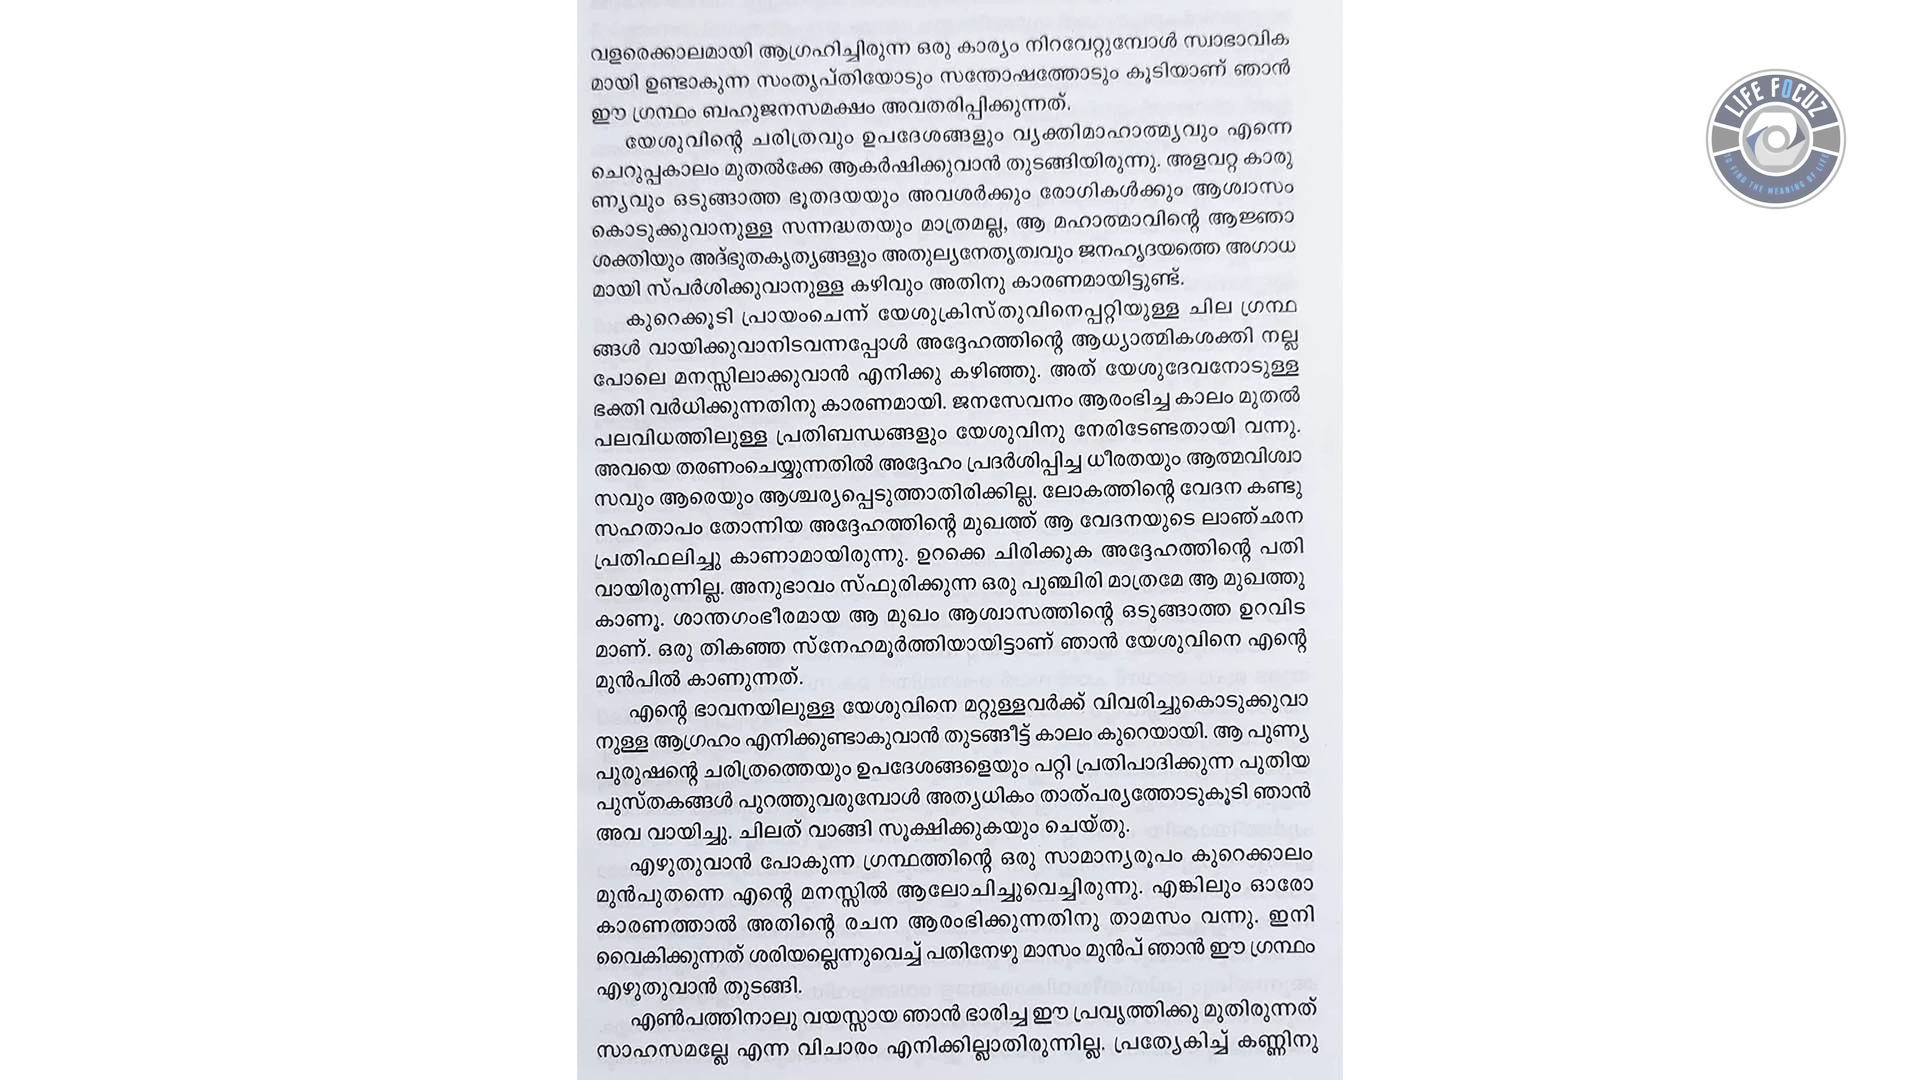 വളരെക്കാലമായി ആഗ്രഹിച്ചിരുന്ന ഒരു കാര്യം നിറവേറ്റുമ്പോൾ സ്വാഭാവിക
മായി ഉണ്ടാകുന്ന സംതൃപ്തിയോടും സന്തോഷത്തോടും കൂടിയാണ് ഞാൻ
ഈ ഗ്രന്ഥം ബഹുജനസമക്ഷം അവതരിപ്പിക്കുന്നത്.
യേശുവിന്റെ ചരിത്രവും ഉപദേശങ്ങളും വ്യക്തിമാഹാത്മ്യവും എന്നെ
ചെറുപ്പകാലം മുതൽക്കേ ആകർഷിക്കുവാൻ തുടങ്ങിയിരുന്നു. അളവറ്റ കാരു
ണ്യവും ഒടുങ്ങാത്ത ഭൂതദയയും അവശർക്കും രോഗികൾക്കും ആശ്വാസം
കൊടുക്കുവാനുള്ള സന്നദ്ധതയും മാത്രമല്ല, ആ മഹാത്മാവിന്റെ ആജ്ഞാ
ശക്തിയും അദ്ഭുതകൃത്യങ്ങളും അതുല്യനേതൃത്വവും ജനഹൃദയത്തെ അഗാധ
മായി സ്പർശിക്കുവാനുള്ള കഴിവും അതിനു കാരണമായിട്ടുണ്ട്.
കുറെക്കൂടി പ്രായംചെന്ന് യേശുക്രിസ്തുവിനെപ്പറ്റിയുള്ള ചില ഗ്രന്ഥ
ങ്ങൾ വായിക്കുവാനിടവന്നപ്പോൾ അദ്ദേഹത്തിന്റെ ആധ്യാത്മികശക്തി നല്ല
പോലെ മനസ്സിലാക്കുവാൻ എനിക്കു കഴിഞ്ഞു. അത് യേശുദേവനോടുള്ള
ഭക്തി വർധിക്കുന്നതിനു കാരണമായി. ജനസേവനം ആരംഭിച്ച കാലം മുതൽ
പലവിധത്തിലുള്ള പ്രതിബന്ധങ്ങളും യേശുവിനു നേരിടേണ്ടതായി വന്നു.
അവയെ തരണംചെയ്യുന്നതിൽ അദ്ദേഹം പ്രദർശിപ്പിച്ച ധീരതയും ആത്മവിശ്വാ
സവും ആരെയും ആശ്ചര്യപ്പെടുത്താതിരിക്കില്ല. ലോകത്തിന്റെ വേദന കണ്ടു
സഹതാപം തോന്നിയ അദ്ദേഹത്തിന്റെ മുഖത്ത് ആ വേദനയുടെ ലാഞ്ഛന
പ്രതിഫലിച്ചു കാണാമായിരുന്നു. ഉറക്കെ ചിരിക്കുക അദ്ദേഹത്തിന്റെ പതി
വായിരുന്നില്ല. അനുഭാവം സ്ഫുരിക്കുന്ന ഒരു പുഞ്ചിരി മാത്രമേ ആ മുഖത്തു
കാണൂ. ശാന്തഗംഭീരമായ ആ മുഖം ആശ്വാസത്തിന്റെ ഒടുങ്ങാത്ത ഉറവിട
മാണ്. ഒരു തികഞ്ഞ സ്നേഹമൂർത്തിയായിട്ടാണ് ഞാൻ യേശുവിനെ എന്റെ
മുൻപിൽ കാണുന്നത്.
എന്റെ ഭാവനയിലുള്ള യേശുവിനെ മറ്റുള്ളവർക്ക് വിവരിച്ചുകൊടുക്കുവാ
നുള്ള ആഗ്രഹം എനിക്കുണ്ടാകുവാൻ തുടങ്ങീട്ട് കാലം കുറെയായി. ആ പുണ്യ
പുരുഷന്റെ ചരിത്രത്തെയും ഉപദേശങ്ങളെയും പറ്റി പ്രതിപാദിക്കുന്ന പുതിയ
പുസ്തകങ്ങൾ പുറത്തുവരുമ്പോൾ അത്യധികം താത്പര്യത്തോടുകൂടി ഞാൻ
അവ വായിച്ചു. ചിലത് വാങ്ങി സൂക്ഷിക്കുകയും ചെയ്തു.
എഴുതുവാൻ പോകുന്ന ഗ്രന്ഥത്തിന്റെ ഒരു സാമാന്യരൂപം കുറെക്കാലം
മുൻപുതന്നെ എന്റെ മനസ്സിൽ ആലോചിച്ചുവെച്ചിരുന്നു. എങ്കിലും ഓരോ
കാരണത്താൽ അതിന്റെ രചന ആരംഭിക്കുന്നതിനു താമസം വന്നു. ഇനി
വൈകിക്കുന്നത് ശരിയല്ലെന്നുവെച്ച് പതിനേഴു മാസം മുൻപ് ഞാൻ ഈ ഗ്രന്ഥം
എഴുതുവാൻ തുടങ്ങി.
എൺപത്തിനാലു വയസ്സായ ഞാൻ ഭാരിച്ച ഈ പ്രവൃത്തിക്കു മുതിരുന്നത്
സാഹസമല്ലേ എന്ന വിചാരം എനിക്കില്ലാതിരുന്നില്ല. പ്രത്യേകിച്ച് കണ്ണിനു
LIFE FOCUZ
TO FIND THE MEANING OF LIFE